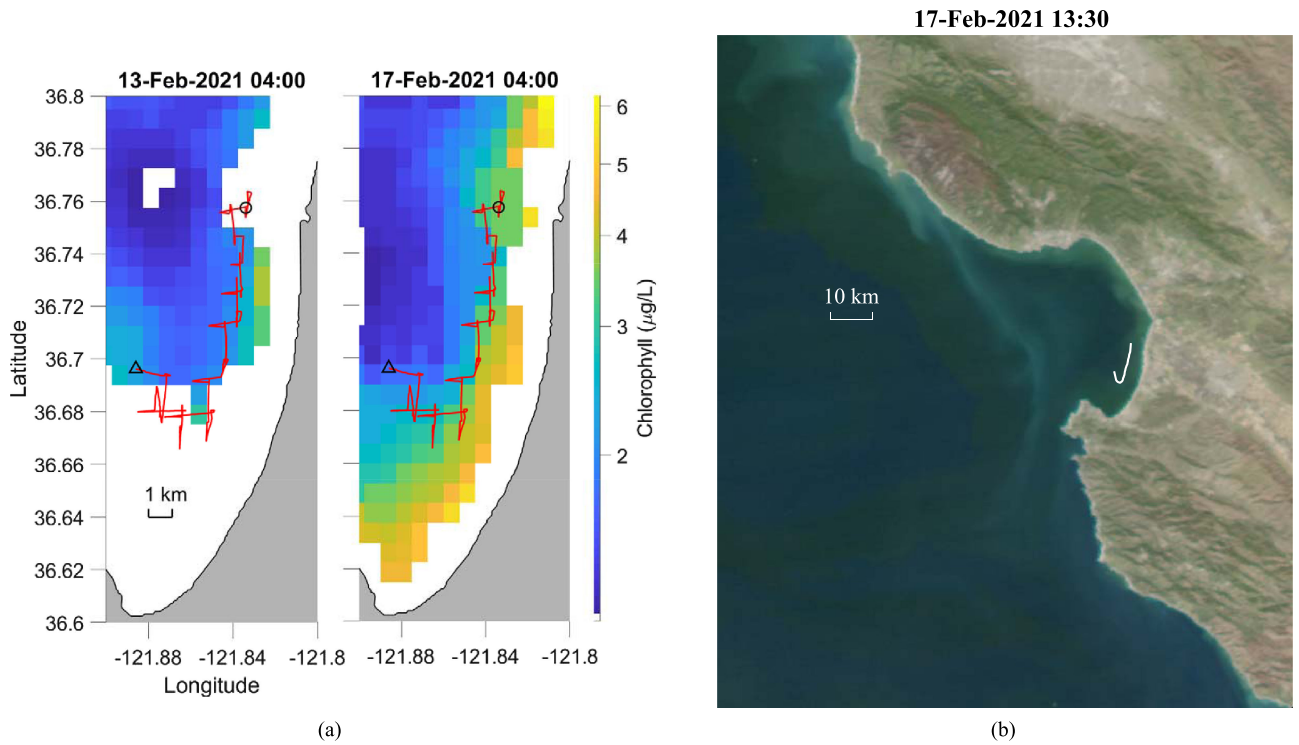 13-Feb-2021 04:00
17-Feb-2021 04:00
36.8
36.78
36.76
36.74
36.72
36.7
36.68
36.66
36.64
36.62
36.6
Latitude
1 km
-121.88
-121.84
-121.8
-121.88
-121.84
-121.8
Longitude
6
5
4
3
2
Chlorophyll (µg/L)
(a)
17-Feb-2021 13:30
10 km
(b)